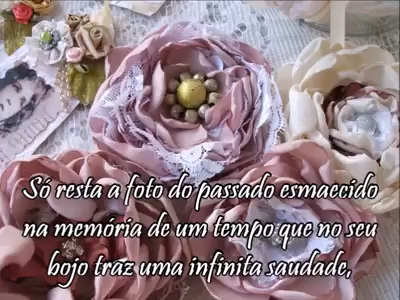 Só resta a foto do passado esmaecido
na memória de um tempo que no seu
bojo traz uma infinita saudade,